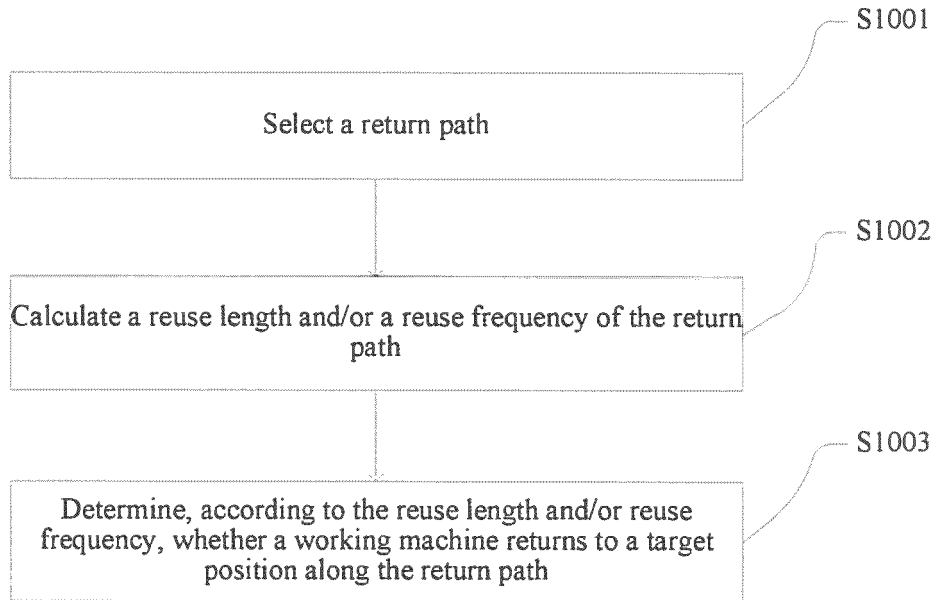 S1001
Select a return path
S1002
Calculate a reuse length and/or a reuse frequency of the return
path
S1003
Determine, according to the reuse length and/or reuse
frequency, whether a working machine returns to a target
position along the return path